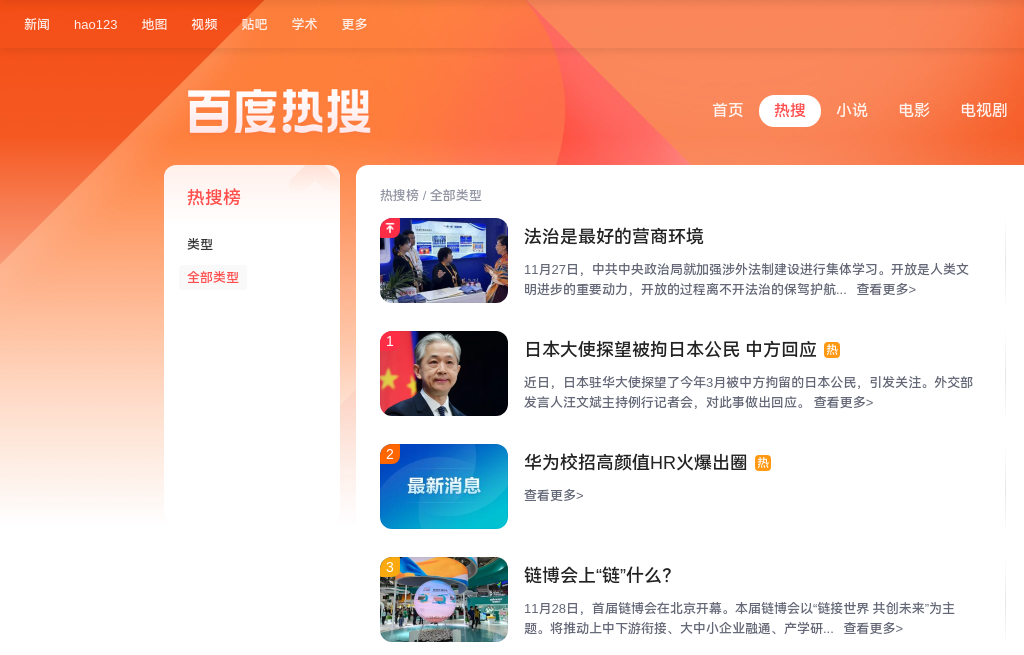 新闻 hao123 地图 视频 贴吧 学术 更多
百度热搜
首页 热搜 小说 电影 电视剧
热搜榜
类型
全部类型
热搜榜 / 全部类型
法治是最好的营商环境
11月27日，中共中央政治局就加强涉外法制建设进行集体学习。开放是人类文
明进步的重要动力，开放的过程离不开法治的保驾护航... 查看更多>
1
日本大使探望被拘日本公民 中方回应 热
近日，日本驻华大使探望了今年3月被中方拘留的日本公民，引发关注。外交部
发言人汪文斌主持例行记者会，对此事做出回应。 查看更多>
2
最新消息
华为校招高颜值HR火爆出圈 热
查看更多>
3
链博会上“链”什么？
11月28日，首届链博会在北京开幕。本届链博会以“链接世界 共创未来”为主
题。将推动上中下游衔接、大中小企业融通、产学研... 查看更多>